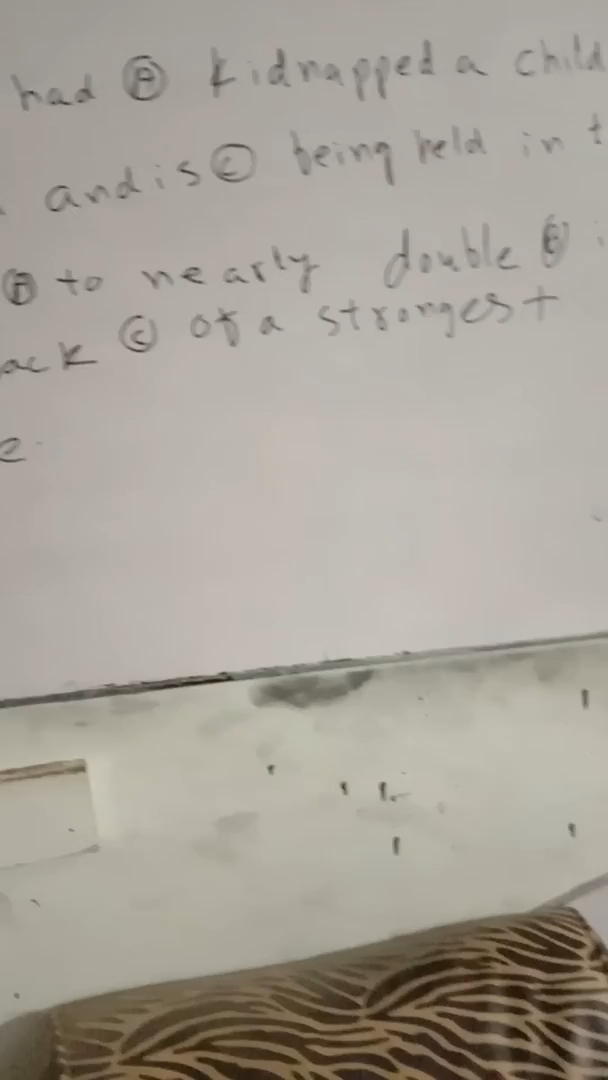 had Ⓐ kidnapped a child
and is Ⓒ being held in t
Ⓐ to nearly double Ⓑ
ack Ⓒ of a strongest
e.